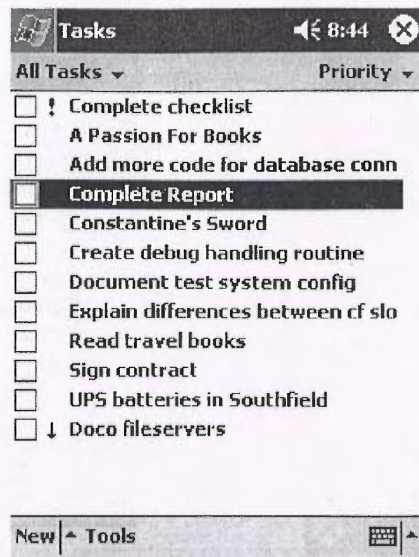 Tasks 8:44
All Tasks Priority
! Complete checklist
A Passion For Books
Add more code for database conn
Complete Report
Constantine's Sword
Create debug handling routine
Document test system config
Explain differences between cf slo
Read travel books
Sign contract
UPS batteries in Southfield
↓ Doco fileservers
New Tools